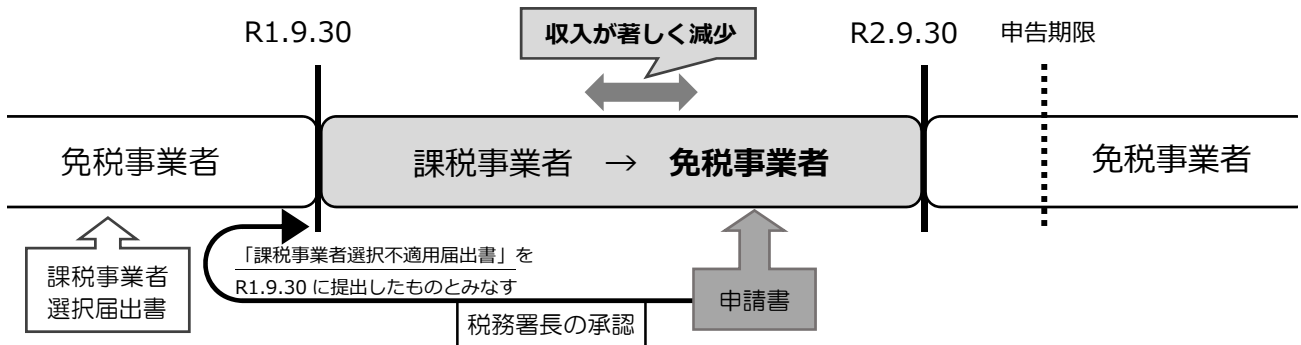 R1.9.30
収入が著しく減少
R2.9.30
申告期限
免税事業者
課税事業者 → 免税事業者
免税事業者
課税事業者
選択届出書
「課税事業者選択不適用届出書」を
R1.9.30 に提出したものとみなす
申請書
税務署長の承認